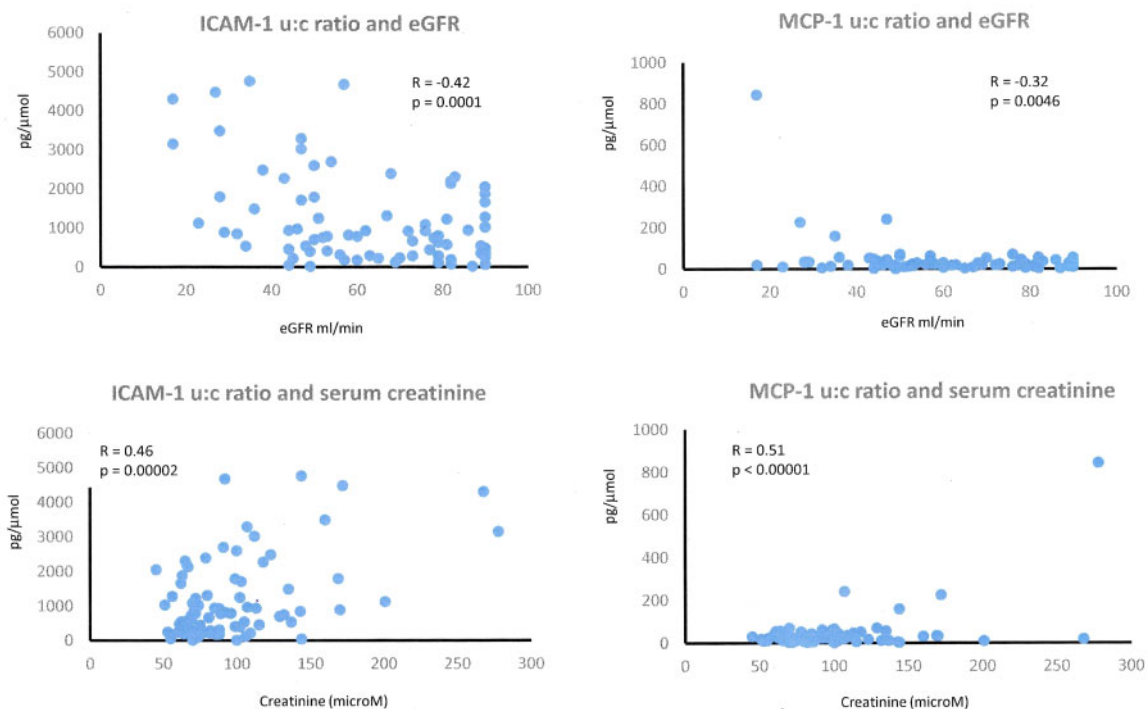 ICAM-1 u:c ratio and eGFR
6000
5000
4000
3000
2000
1000
0
pg/μmol
R = -0.42
p = 0.0001
0 20 40 60 80 100
eGFR ml/min
MCP-1 u:c ratio and eGFR
1000
800
600
400
200
0
pg/μmol
R = -0.32
p = 0.0046
0 20 40 60 80 100
eGFR ml/min
ICAM-1 u:c ratio and serum creatinine
6000
5000
4000
3000
2000
1000
0
pg/μmol
R = 0.46
p = 0.00002
0 50 100 150 200 250 300
Creatinine (microM)
MCP-1 u:c ratio and serum creatinine
1000
800
600
400
200
0
pg/μmol
R = 0.51
p < 0.00001
0 50 100 150 200 250 300
Creatinine (microM)